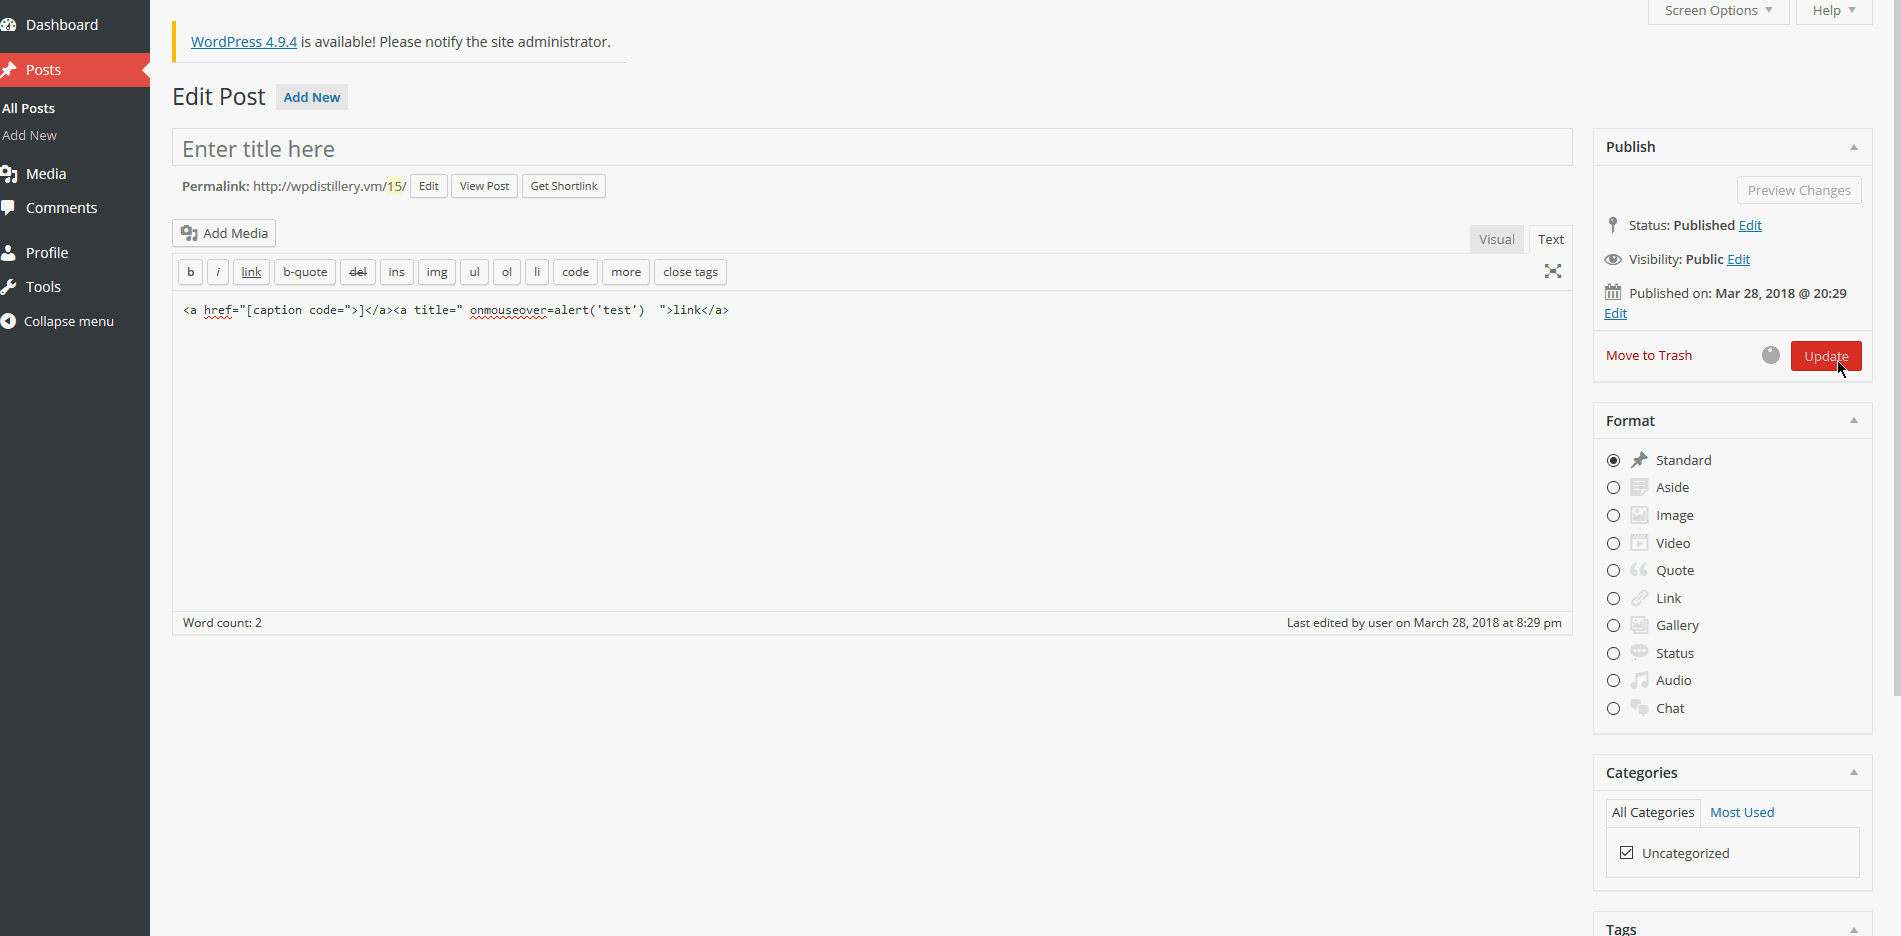 Dashboard
Posts
All Posts
Add New
Media
Comments
Profile
Tools
Collapse menu
Screen Options
Help
WordPress 4.9.4 is available! Please notify the site administrator.
Edit Post Add New
Enter title here
Permalink: http://wpdistillery.vm/15/ Edit View Post Get Shortlink
Add Media
Visual Text
b i link b-quote del ins img ul ol li code more close tags
<a href="[caption code=">]</a><a title=" onmouseover=alert('test')  ">link</a>
Word count: 2
Last edited by user on March 28, 2018 at 8:29 pm
Publish
Preview Changes
Status: Published Edit
Visibility: Public Edit
Published on: Mar 28, 2018 @ 20:29
Edit
Move to Trash Update
Format
Standard
Aside
Image
Video
Quote
Link
Gallery
Status
Audio
Chat
Categories
All Categories Most Used
Uncategorized
Tags